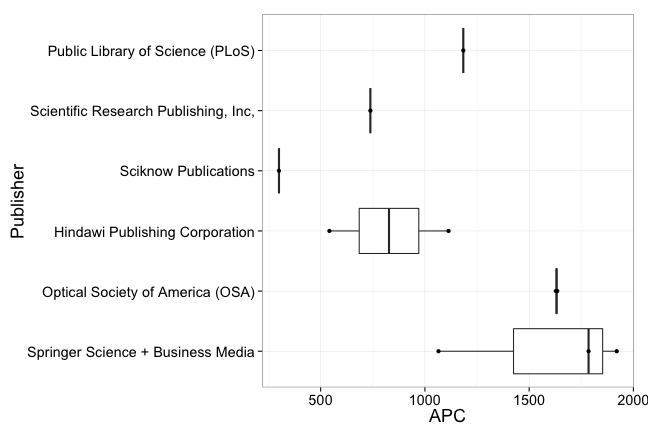 Public Library of Science (PLoS)
Scientific Research Publishing, Inc,
Sciknow Publications
Hindawi Publishing Corporation
Optical Society of America (OSA)
Springer Science + Business Media
Publisher
500 1000 1500 2000
APC